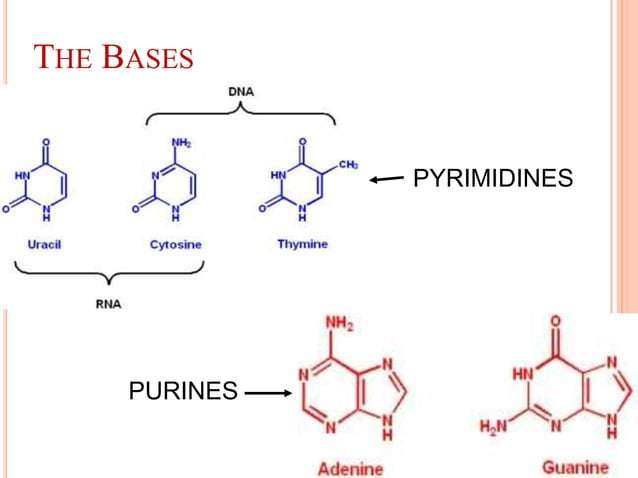 THE BASES
DNA
O
HN
O
N
H
Uracil
NH₂
N
O
N
H
Cytosine
O
HN
CH₃
O
N
H
Thymine
PYRIMIDINES
RNA
PURINES
NH₂
N
N
N
N
H
Adenine
O
HN
N
H₂N
N
N
H
Guanine